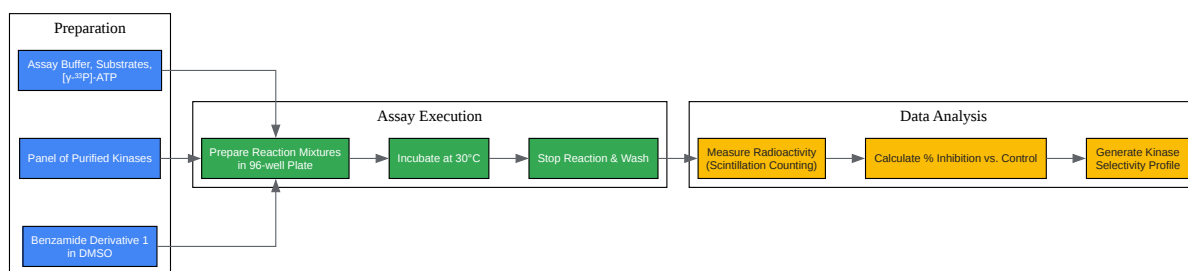 Preparation
Assay Buffer, Substrates,
[γ-³³P]-ATP
Panel of Purified Kinases
Benzamide Derivative 1
in DMSO
Assay Execution
Prepare Reaction Mixtures
in 96-well Plate
Incubate at 30°C
Stop Reaction & Wash
Data Analysis
Measure Radioactivity
(Scintillation Counting)
Calculate % Inhibition vs. Control
Generate Kinase
Selectivity Profile